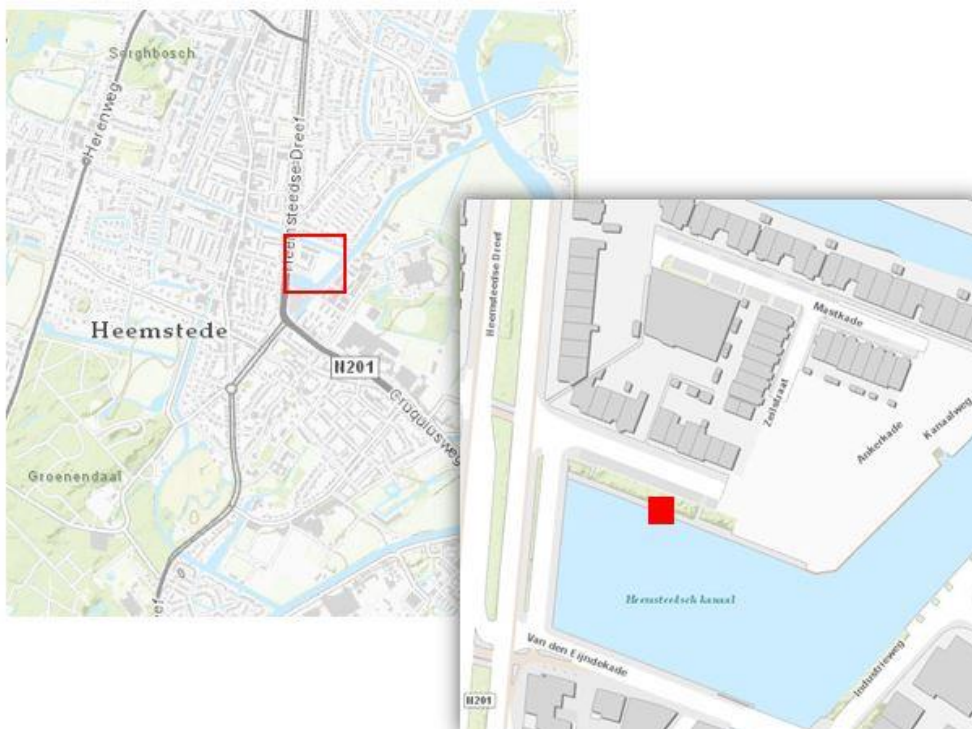 Sorghbosch
Herenweg
Heemsteedse Dreef
Heemstede
N201
Cruquiusweg
Groenendaal
Heemsteedse Dreef
Mastkade
Zeilstraat
Ankerkade
Kanaalweg
Heemsteedsch kanaal
Van den Eijndekade
Industrieweg
N201